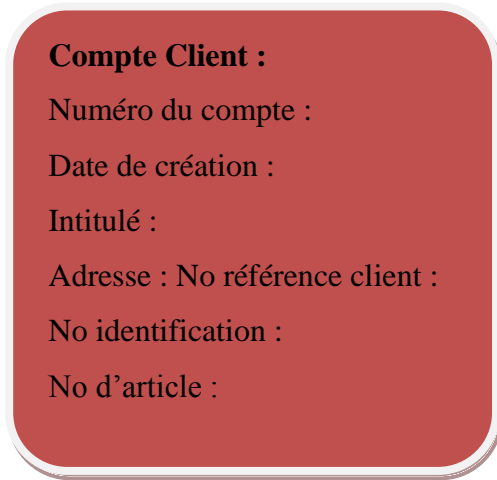 Compte Client :
Numéro du compte :
Date de création :
Intitulé :
Adresse : No référence client :
No identification :
No d’article :